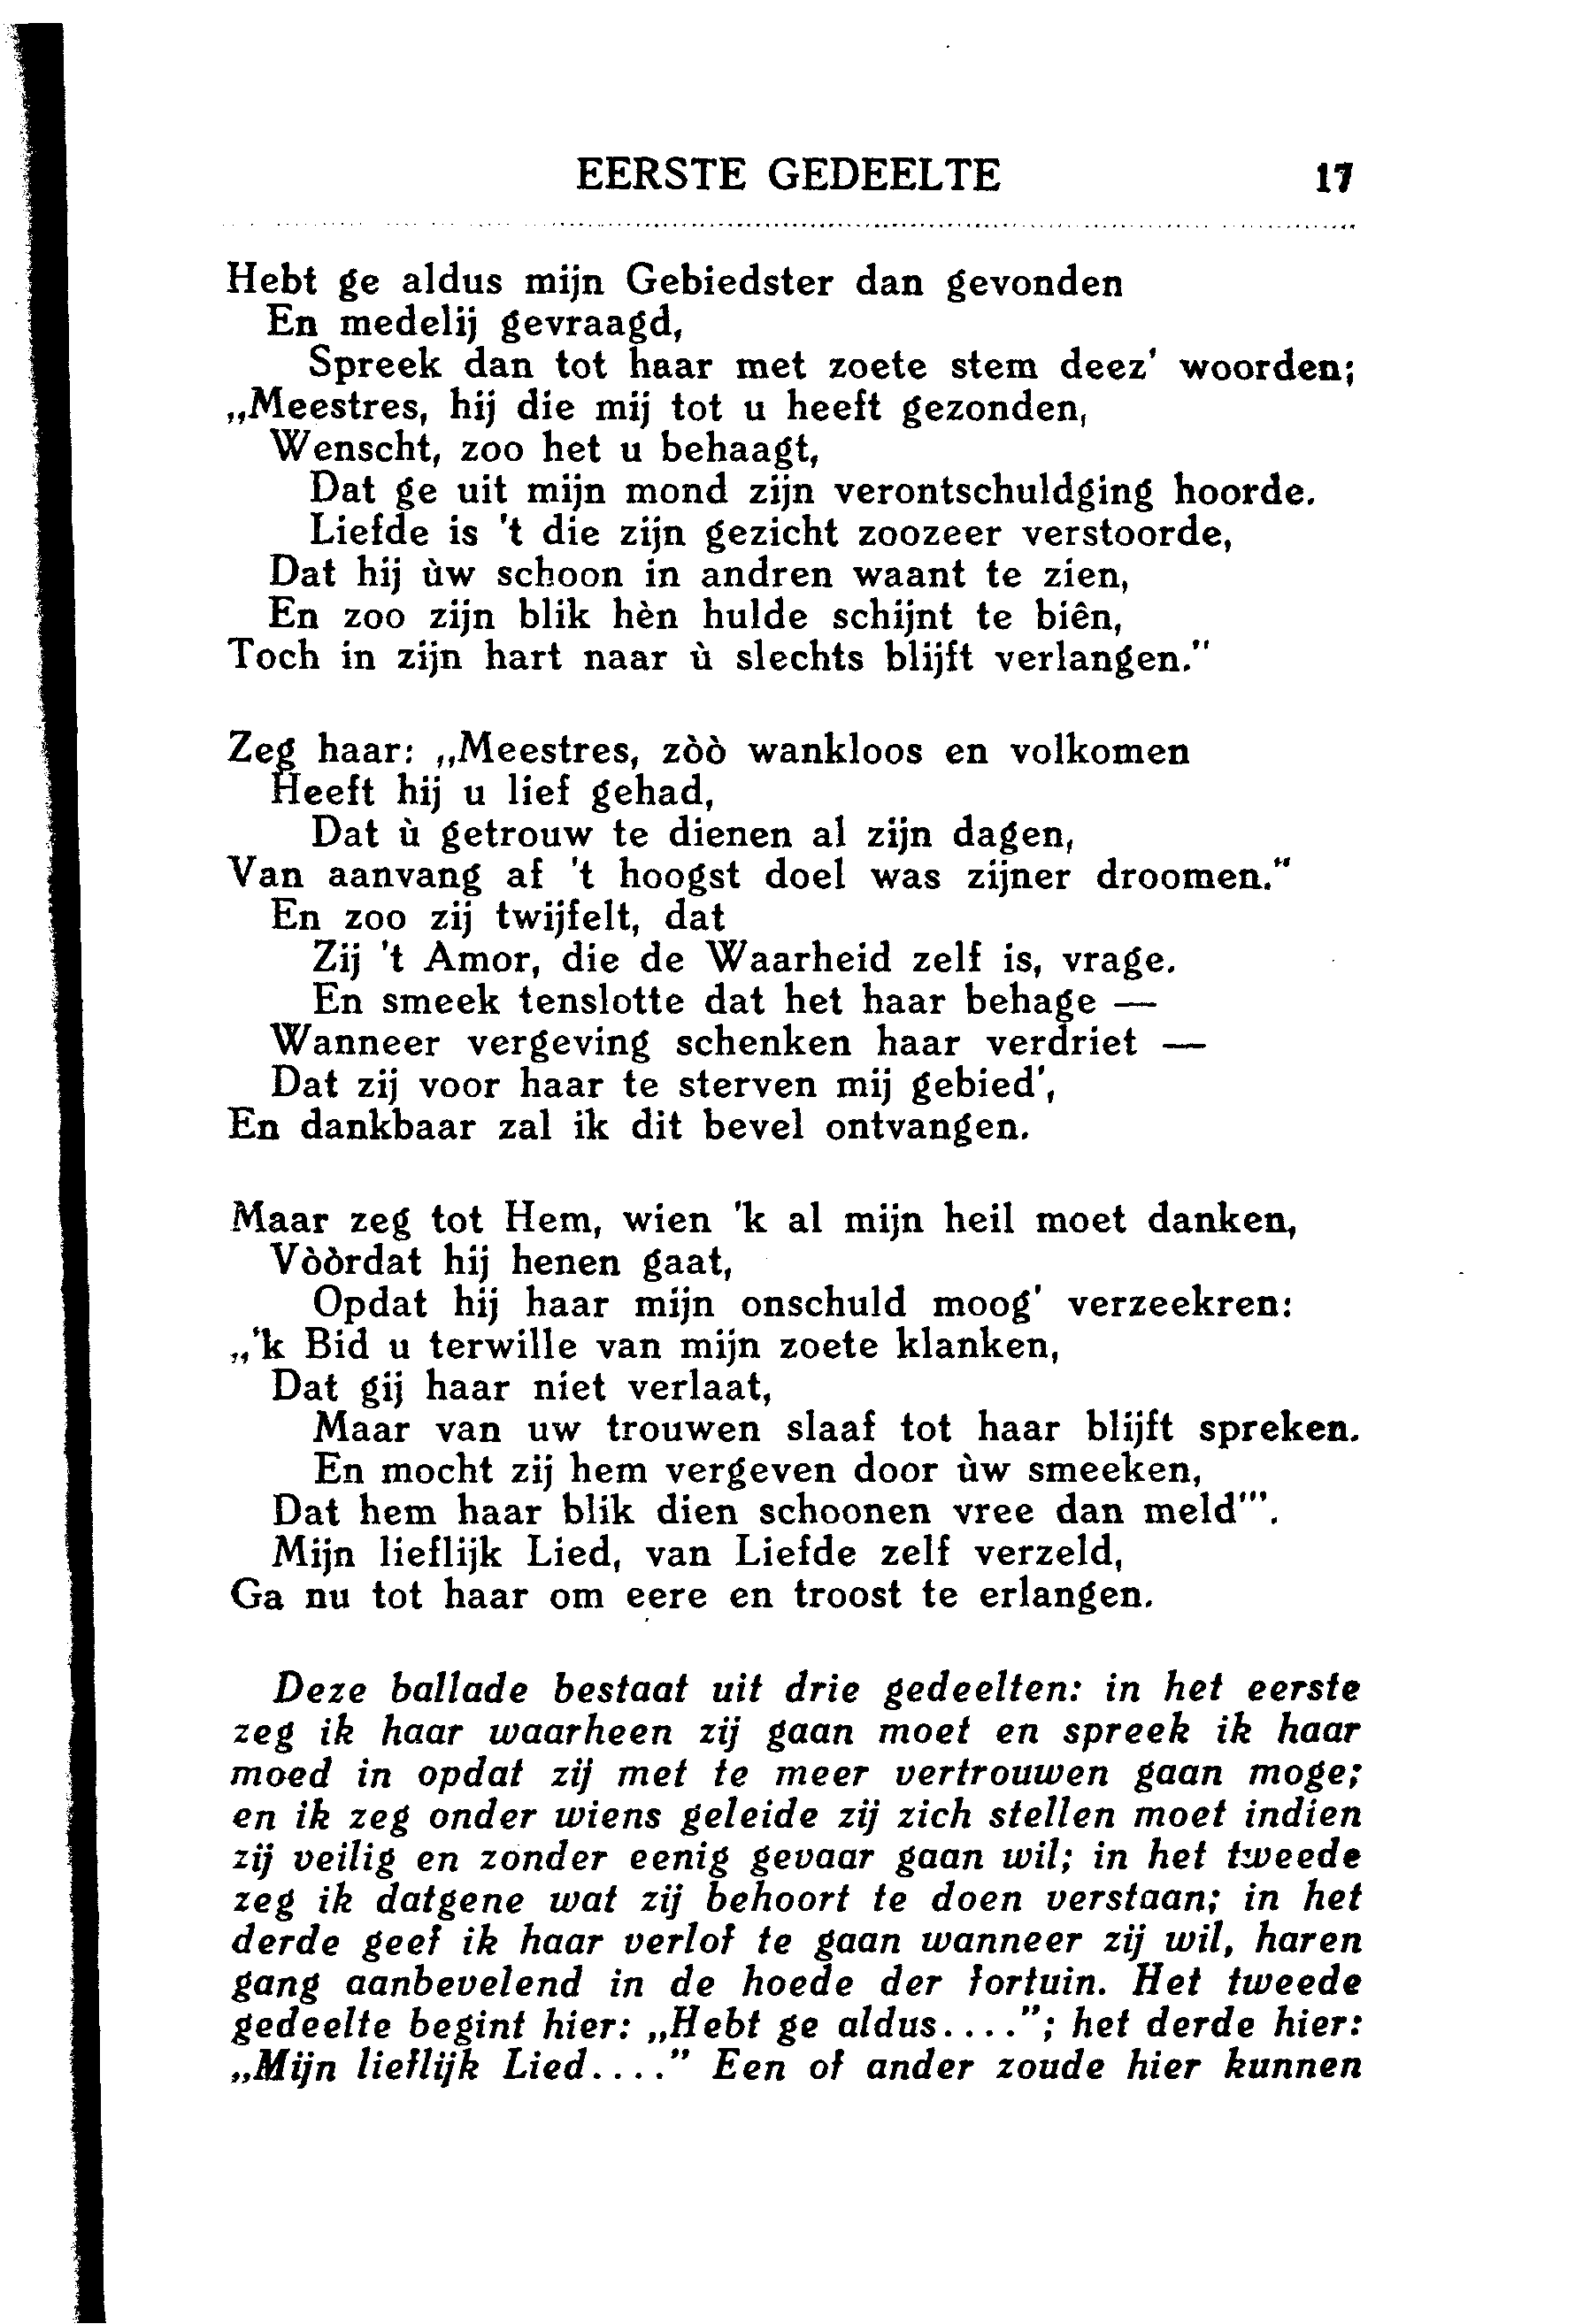 EERSTE GEDEELTE 17
Hebt ge aldus mijn Gebiedster dan gevonden
En medelij gevraagd,
Spreek dan tot haar met zoete stem deez' woorden;
„Meestres, hij die mij tot u heeft gezonden,
Wenscht, zoo het u behaagt,
Dat ge uit mijn mond zijn verontschuldging hoorde.
Liefde is 't die zijn gezicht zoozeer verstoorde,
Dat hij ùw schoon in andren waant te zien,
En zoo zijn blik hèn hulde schijnt te biên,
Toch in zijn hart naar ù slechts blijft verlangen."
Zeg haar: „Meestres, zòò wankloos en volkomen
Heeft hij u lief gehad,
Dat ù getrouw te dienen al zijn dagen,
Van aanvang af 't hoogst doel was zijner droomen."
En zoo zij twijfelt, dat
Zij 't Amor, die de Waarheid zelf is, vrage.
En smeek tenslotte dat het haar behage —
Wanneer vergeving schenken haar verdriet —
Dat zij voor haar te sterven mij gebied',
En dankbaar zal ik dit bevel ontvangen.
Maar zeg tot Hem, wien 'k al mijn heil moet danken,
Vòòrdat hij henen gaat,
Opdat hij haar mijn onschuld moog' verzeekren:
„'k Bid u terwille van mijn zoete klanken,
Dat gij haar niet verlaat,
Maar van uw trouwen slaaf tot haar blijft spreken.
En mocht zij hem vergeven door ùw smeeken,
Dat hem haar blik dien schoonen vree dan meld'".
Mijn lieflijk Lied, van Liefde zelf verzeld,
Ga nu tot haar om eere en troost te erlangen.
Deze ballade bestaat uit drie gedeelten: in het eerste
zeg ik haar waarheen zij gaan moet en spreek ik haar
moed in opdat zij met te meer vertrouwen gaan moge;
en ik zeg onder wiens geleide zij zich stellen moet indien
zij veilig en zonder eenig gevaar gaan wil; in het tweede
zeg ik datgene wat zij behoort te doen verstaan; in het
derde geef ik haar verlof te gaan wanneer zij wil, haren
gang aanbevelend in de hoede der fortuin. Het tweede
gedeelte begint hier: „Hebt ge aldus...."; het derde hier:
„Mijn lieflijk Lied...." Een of ander zoude hier kunnen